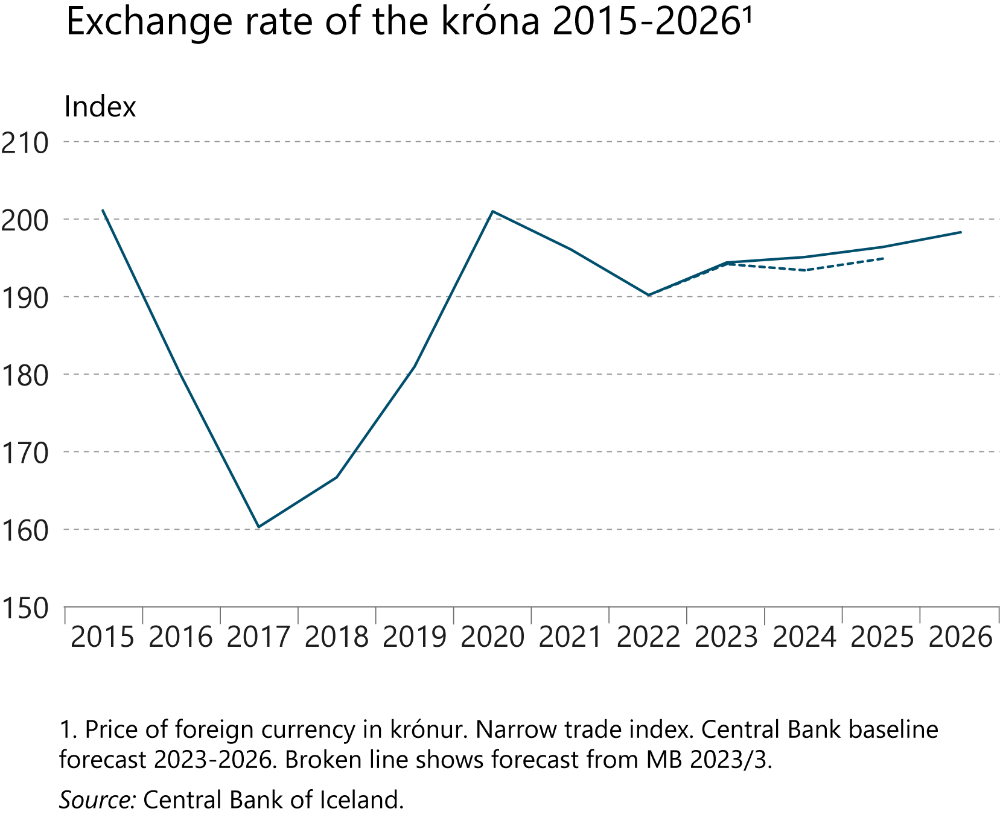 Exchange rate of the króna 2015-2026¹
Index
210
200
190
180
170
160
150
2015 2016 2017 2018 2019 2020 2021 2022 2023 2024 2025 2026
1. Price of foreign currency in krónur. Narrow trade index. Central Bank baseline
forecast 2023-2026. Broken line shows forecast from MB 2023/3.
Source: Central Bank of Iceland.